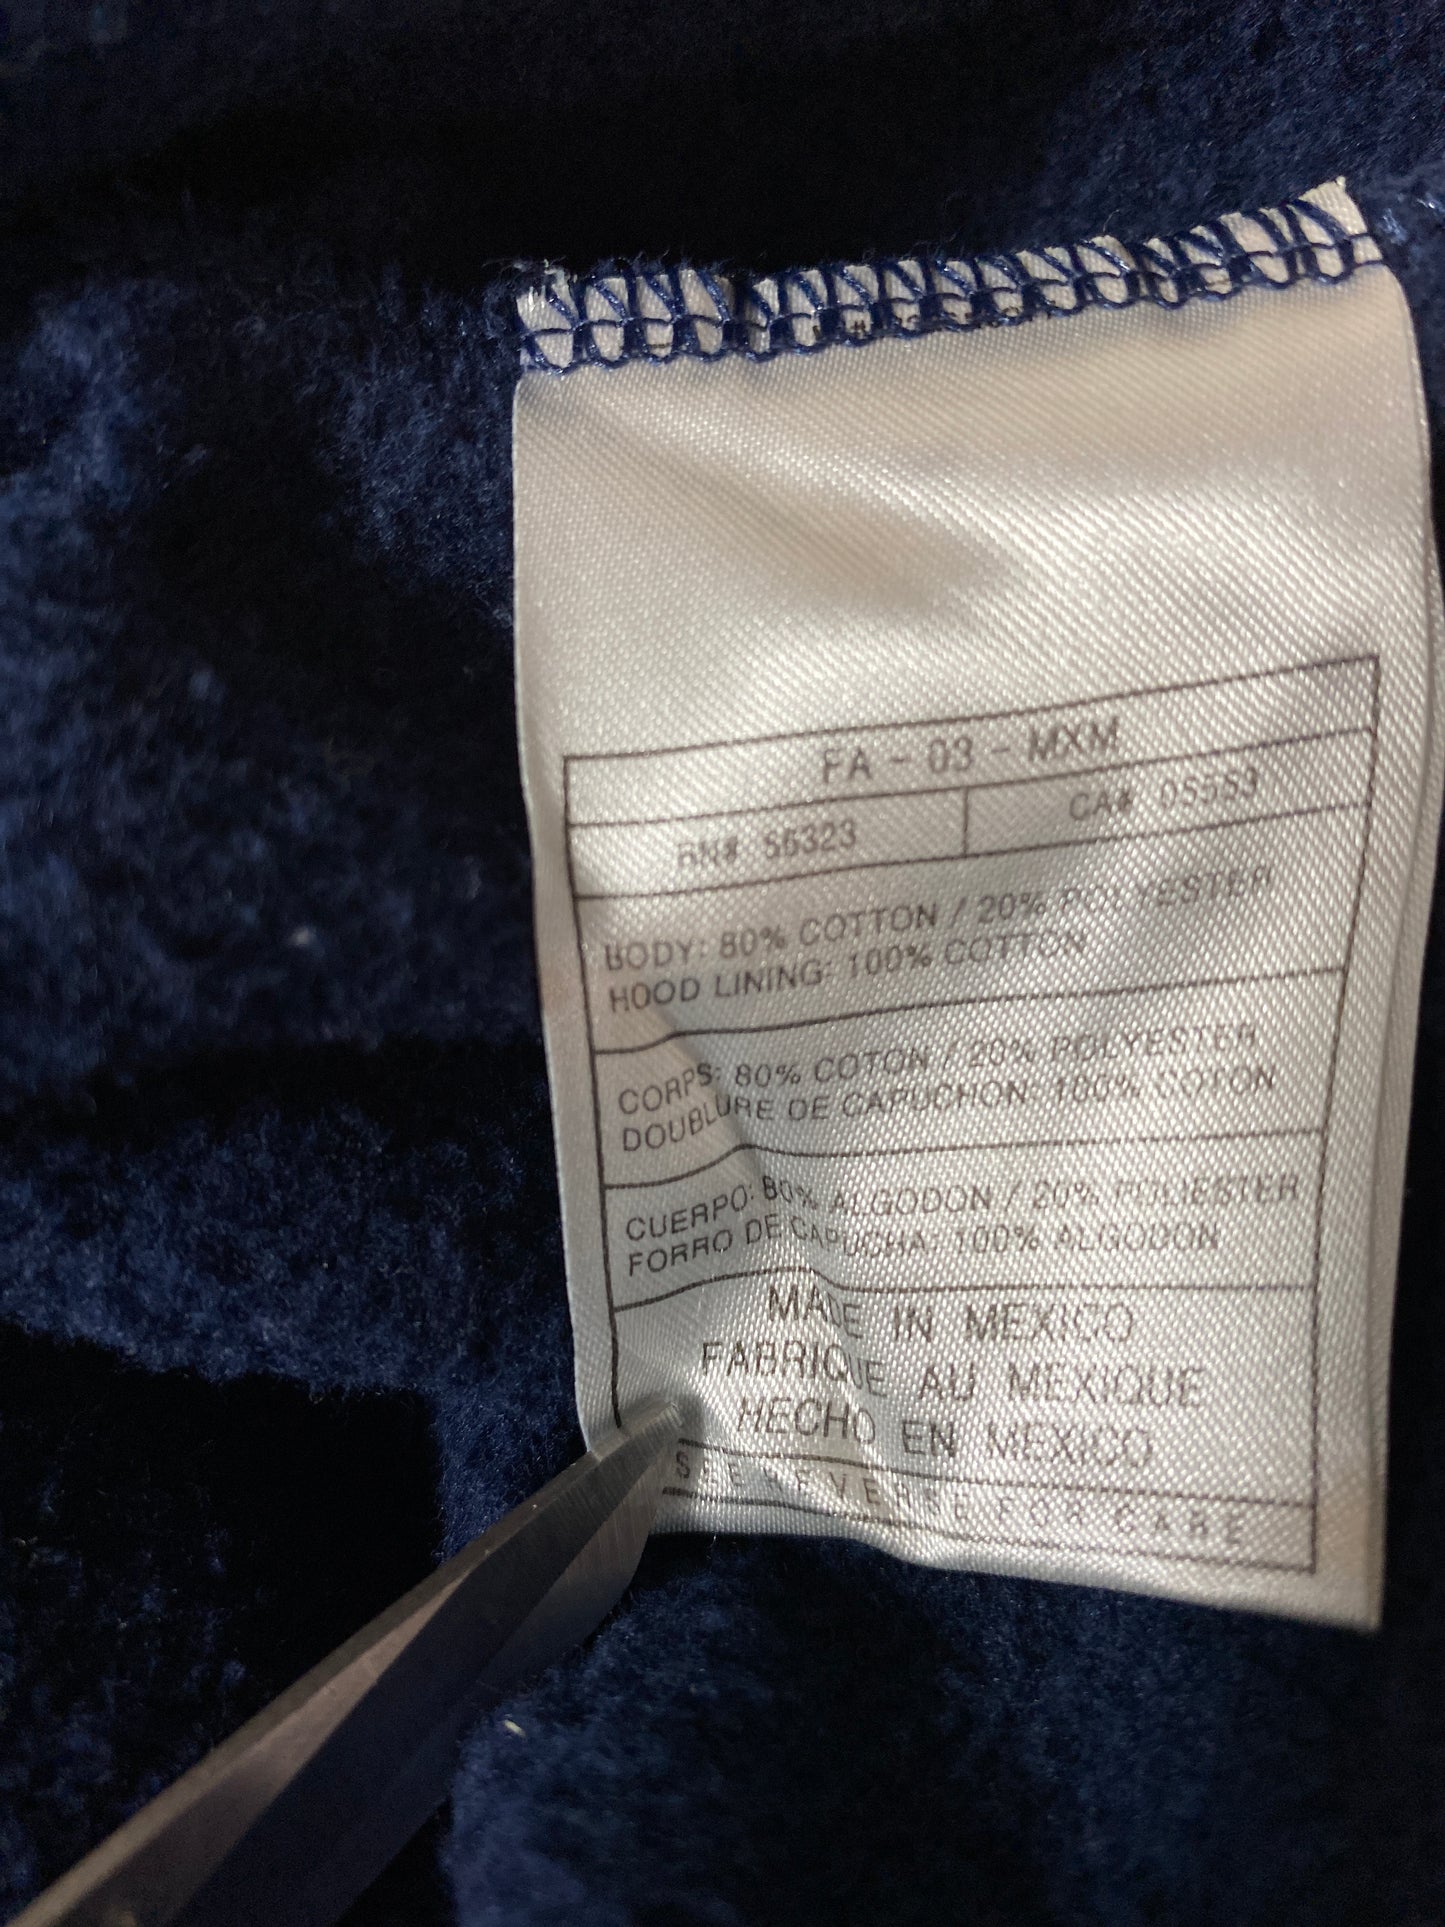 FA - 03 - MXM
RN# 56323
CA# 05553
BODY: 80% COTTON / 20% POLYESTER
HOOD LINING: 100% COTTON
CORPS: 80% COTON / 20% POLYESTER
DOUBLURE DE CAPUCHON: 100% COTON
CUERPO: 80% ALGODON / 20% POLIESTER
FORRO DE CAPUCHA: 100% ALGODON
MADE IN MEXICO
FABRIQUE AU MEXIQUE
HECHO EN MEXICO
SEE REVERSE FOR CARE